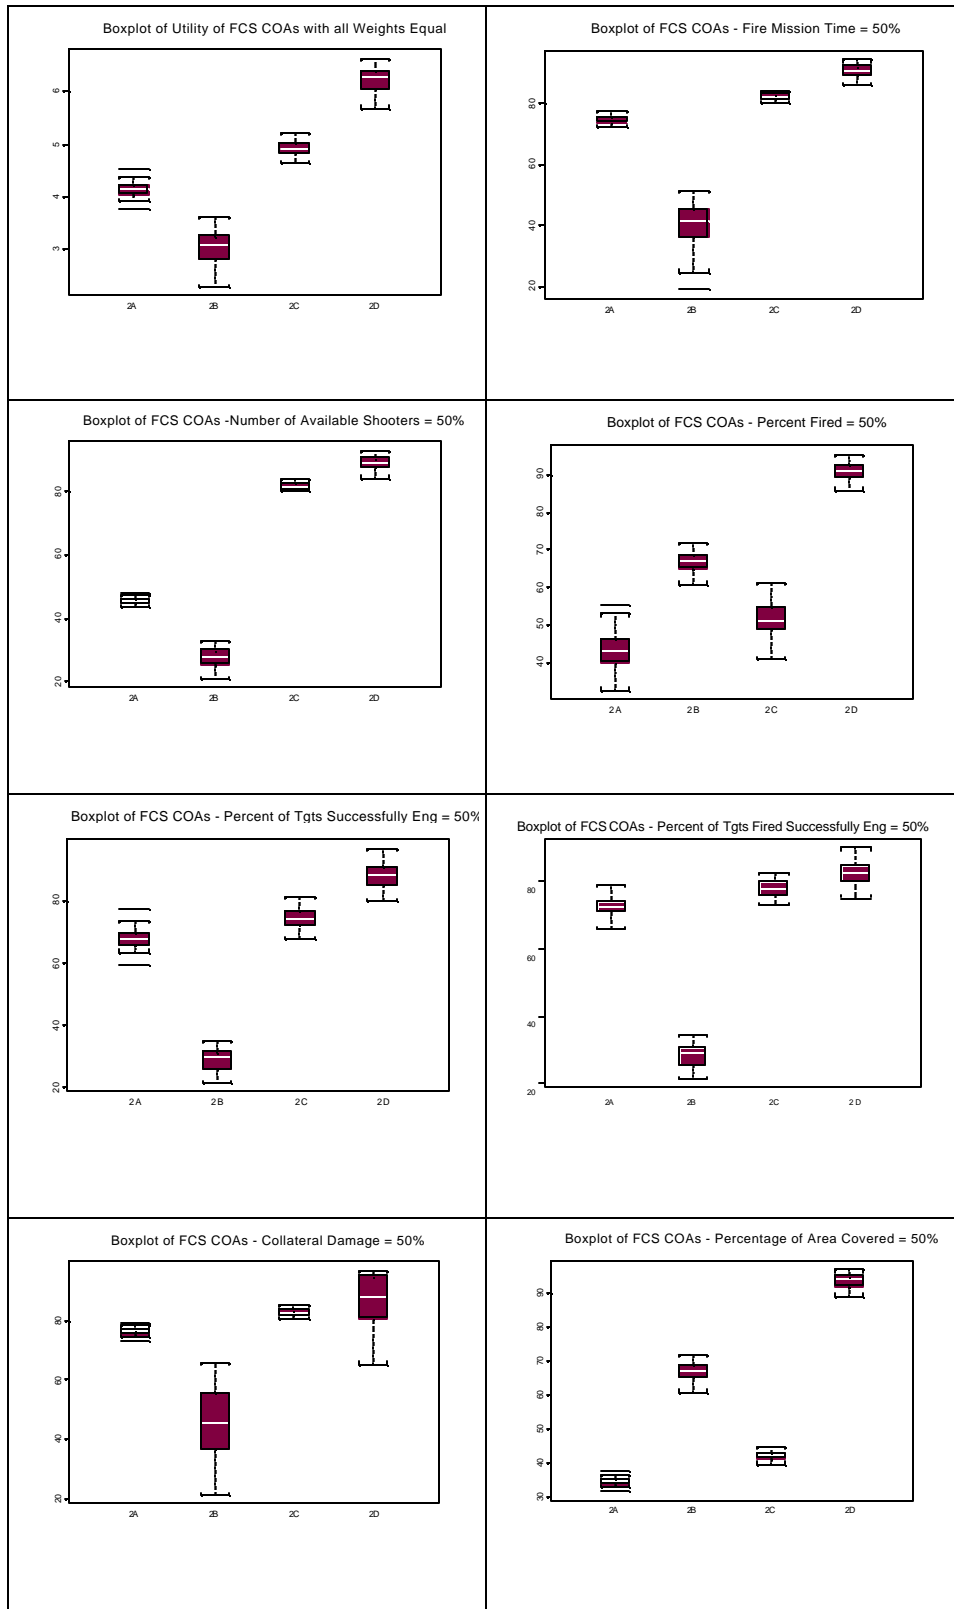 Boxplot of Utility of FCS COAs with all Weights Equal
6
5
4
3
2A 2B 2C 2D
Boxplot of FCS COAs - Fire Mission Time = 50%
80
60
40
20
2A 2B 2C 2D
Boxplot of FCS COAs -Number of Available Shooters = 50%
80
60
40
20
2A 2B 2C 2D
Boxplot of FCS COAs - Percent Fired = 50%
90
80
70
60
50
40
2A 2B 2C 2D
Boxplot of FCS COAs - Percent of Tgts Successfully Eng = 50%
80
60
40
20
2A 2B 2C 2D
Boxplot of FCS COAs - Percent of Tgts Fired Successfully Eng = 50%
80
60
40
20
2A 2B 2C 2D
Boxplot of FCS COAs - Collateral Damage = 50%
80
60
40
20
2A 2B 2C 2D
Boxplot of FCS COAs - Percentage of Area Covered = 50%
90
80
70
60
50
40
30
2A 2B 2C 2D